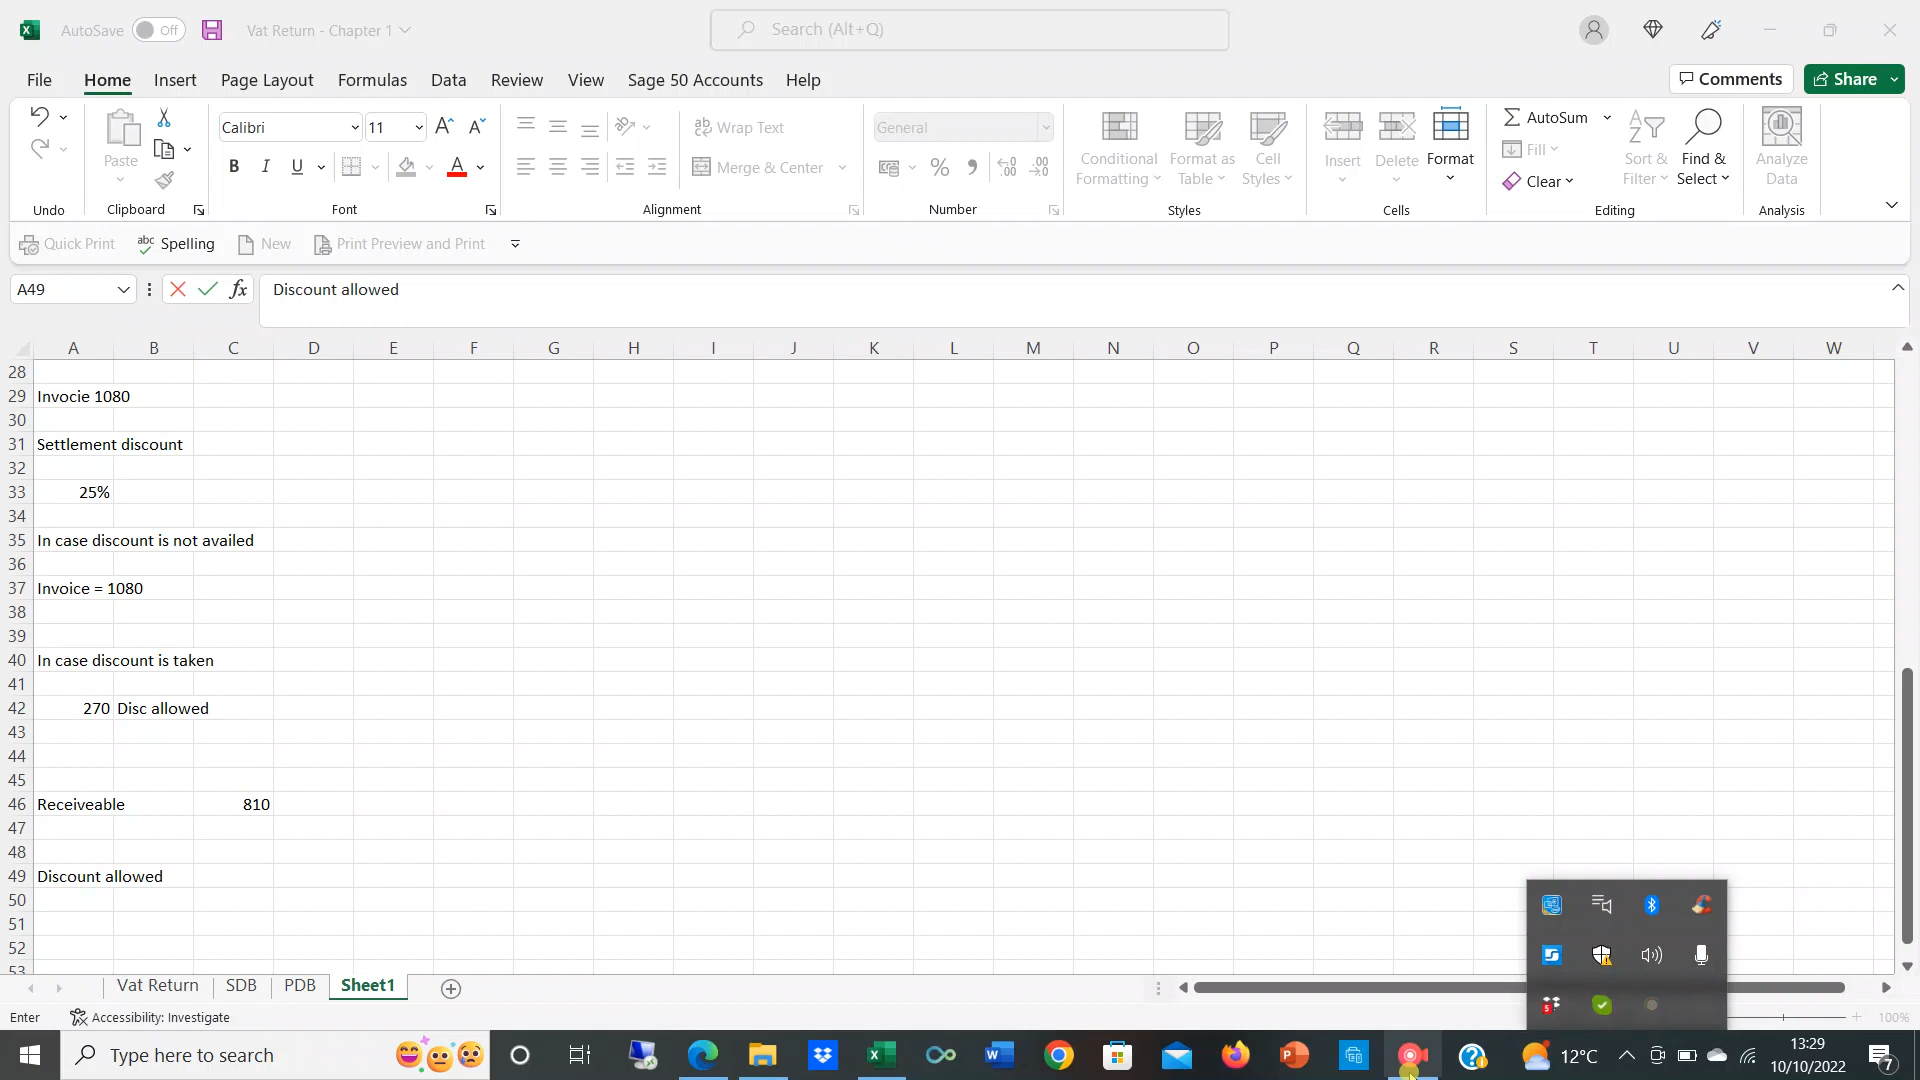 AutoSave Off Vat Return - Chapter 1 Search (Alt+Q)
File Home Insert Page Layout Formulas Data Review View Sage 50 Accounts Help Comments Share
Calibri 11 Wrap Text General AutoSum
Paste Conditional Formatting Format as Table Cell Styles Insert Delete Format Fill Sort & Filter Find & Select Analyze Data
B I U Merge & Center Clear
Undo Clipboard Font Alignment Number Styles Cells Editing Analysis
Quick Print Spelling New Print Preview and Print
A49 fx Discount allowed
A B C D E F G H I J K L M N O P Q R S T U V W
28
29 Invocie 1080
30
31 Settlement discount
32
33 25%
34
35 In case discount is not availed
36
37 Invoice = 1080
38
39
40 In case discount is taken
41
42 270 Disc allowed
43
44
45
46 Receiveable 810
47
48
49 Discount allowed
50
51
52
53
Vat Return SDB PDB Sheet1
Enter Accessibility: Investigate 100%
Type here to search 12°C 13:29
10/10/2022 7